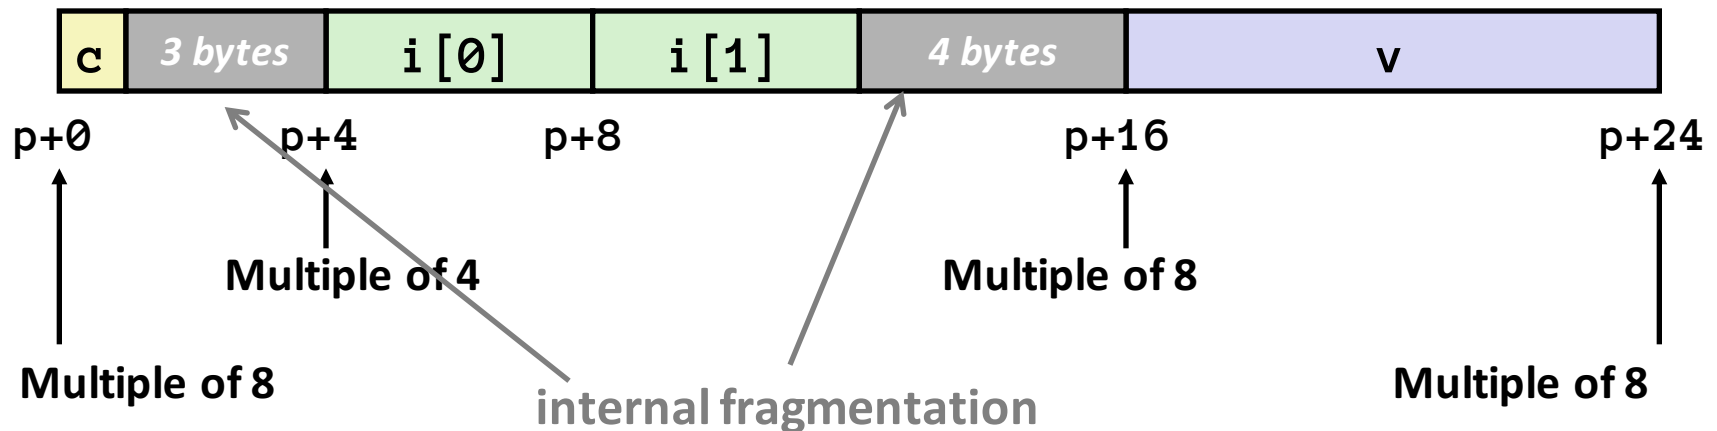 c 3 bytes i[0] i[1] 4 bytes v
p+0 p+4 p+8 p+16 p+24
Multiple of 4 Multiple of 8
Multiple of 8 internal fragmentation Multiple of 8